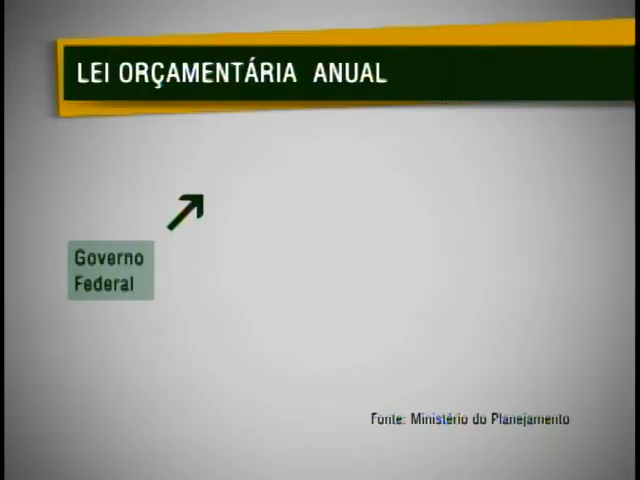 LEI ORÇAMENTÁRIA ANUAL
Governo
Federal
Fonte: Ministério do Planejamento